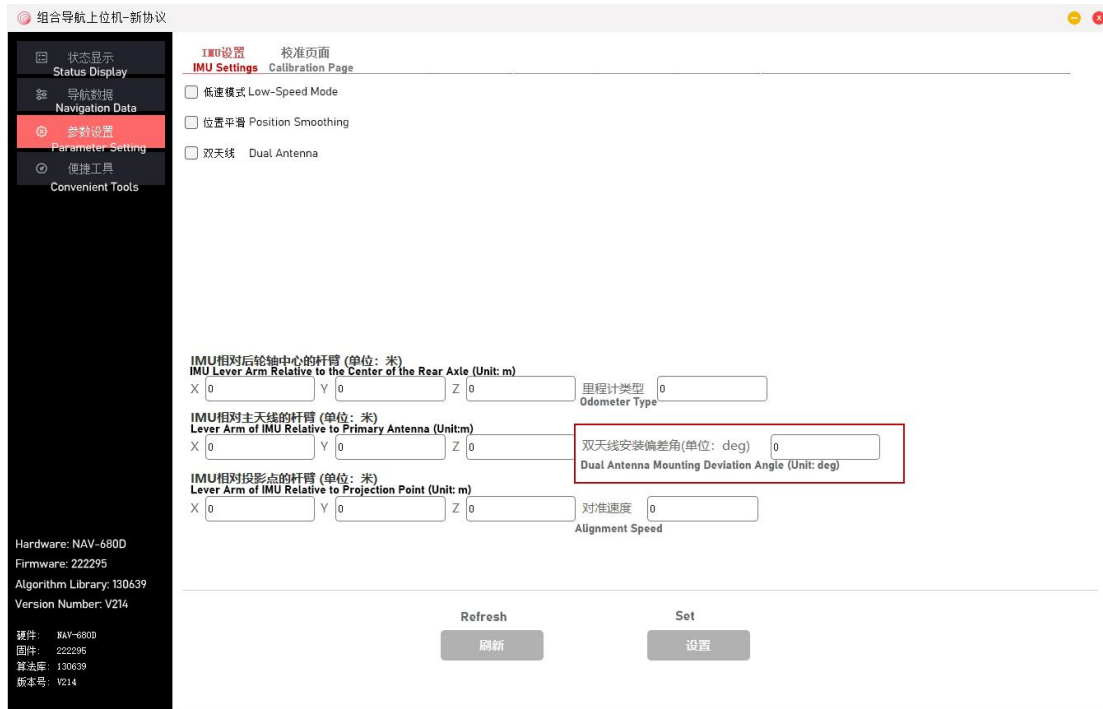 组合导航上位机-新协议
状态显示
Status Display
导航数据
Navigation Data
参数设置
Parameter Setting
便捷工具
Convenient Tools
Hardware: NAV-680D
Firmware: 222295
Algorithm Library: 130639
Version Number: V214
硬件: NAV-680D
固件: 222295
算法库: 130639
版本号: V214
IMU设置 校准页面
IMU Settings Calibration Page
低速模式 Low-Speed Mode
位置平滑 Position Smoothing
双天线 Dual Antenna
IMU相对后轮轴中心的杆臂 (单位：米)
IMU Lever Arm Relative to the Center of the Rear Axle (Unit: m)
X 0 Y 0 Z 0 里程计类型 0
Odometer Type
IMU相对主天线的杆臂 (单位：米)
Lever Arm of IMU Relative to Primary Antenna (Unit:m)
X 0 Y 0 Z 0 双天线安装偏差角(单位：deg) 0
Dual Antenna Mounting Deviation Angle (Unit: deg)
IMU相对投影点的杆臂 (单位：米)
Lever Arm of IMU Relative to Projection Point (Unit: m)
X 0 Y 0 Z 0 对准速度 0
Alignment Speed
Refresh Set
刷新 设置